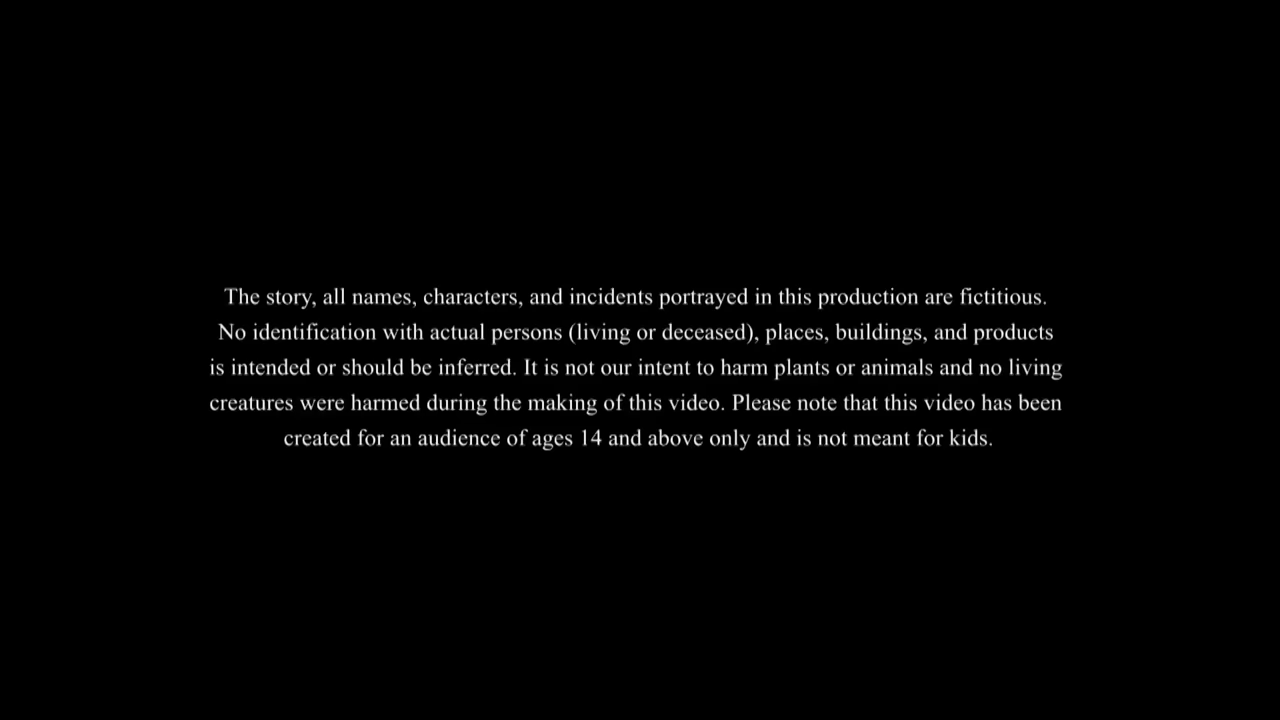 The story, all names, characters, and incidents portrayed in this production are fictitious.
No identification with actual persons (living or deceased), places, buildings, and products
is intended or should be inferred. It is not our intent to harm plants or animals and no living
creatures were harmed during the making of this video. Please note that this video has been
created for an audience of ages 14 and above only and is not meant for kids.